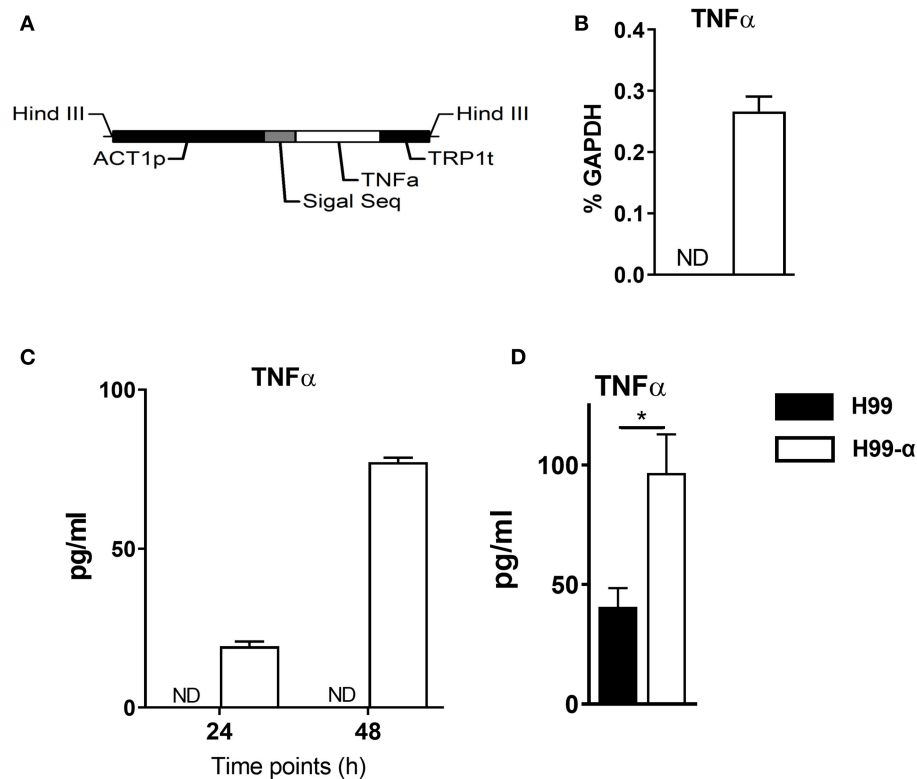 A
Hind III
Hind III
ACT1p
TRP1t
TNFa
Sigal Seq
B
TNFα
% GAPDH
0.4
0.3
0.2
0.1
0.0
ND
C
TNFα
pg/ml
100
50
0
ND
ND
24
48
Time points (h)
D
TNFα
*
pg/ml
100
50
0
H99
H99-α